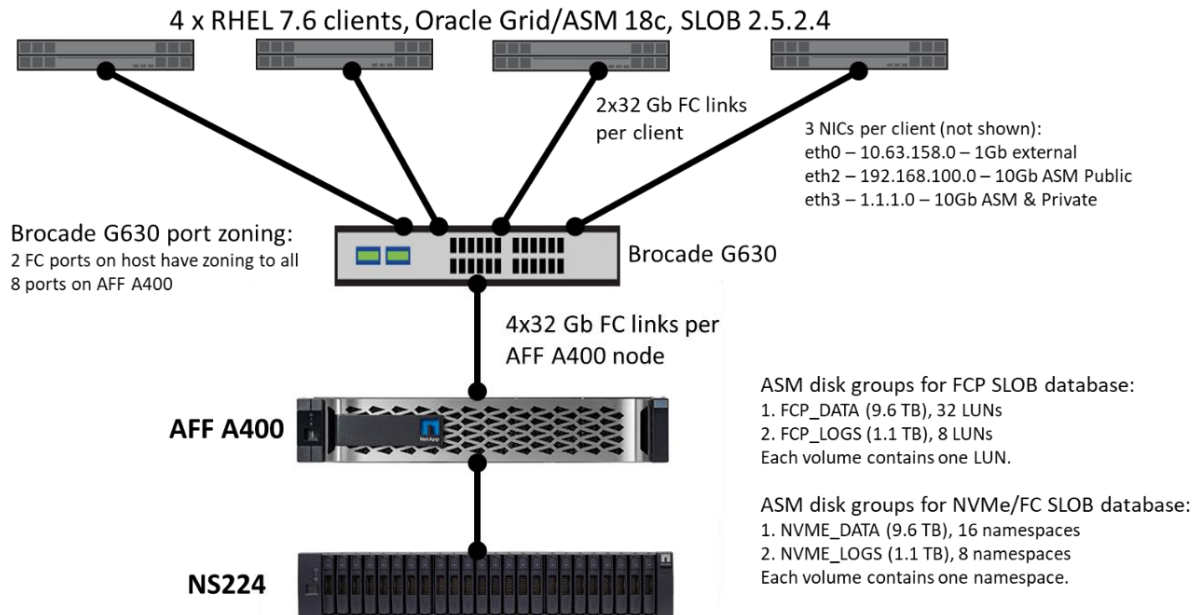 4 x RHEL 7.6 clients, Oracle Grid/ASM 18c, SLOB 2.5.2.4
2x32 Gb FC links
per client
3 NICs per client (not shown):
eth0 – 10.63.158.0 – 1Gb external
eth2 – 192.168.100.0 – 10Gb ASM Public
eth3 – 1.1.1.0 – 10Gb ASM & Private
Brocade G630 port zoning:
2 FC ports on host have zoning to all
8 ports on AFF A400
Brocade G630
4x32 Gb FC links per
AFF A400 node
AFF A400
NetApp
ASM disk groups for FCP SLOB database:
1. FCP_DATA (9.6 TB), 32 LUNs
2. FCP_LOGS (1.1 TB), 8 LUNs
Each volume contains one LUN.
ASM disk groups for NVMe/FC SLOB database:
1. NVME_DATA (9.6 TB), 16 namespaces
2. NVME_LOGS (1.1 TB), 8 namespaces
Each volume contains one namespace.
NS224